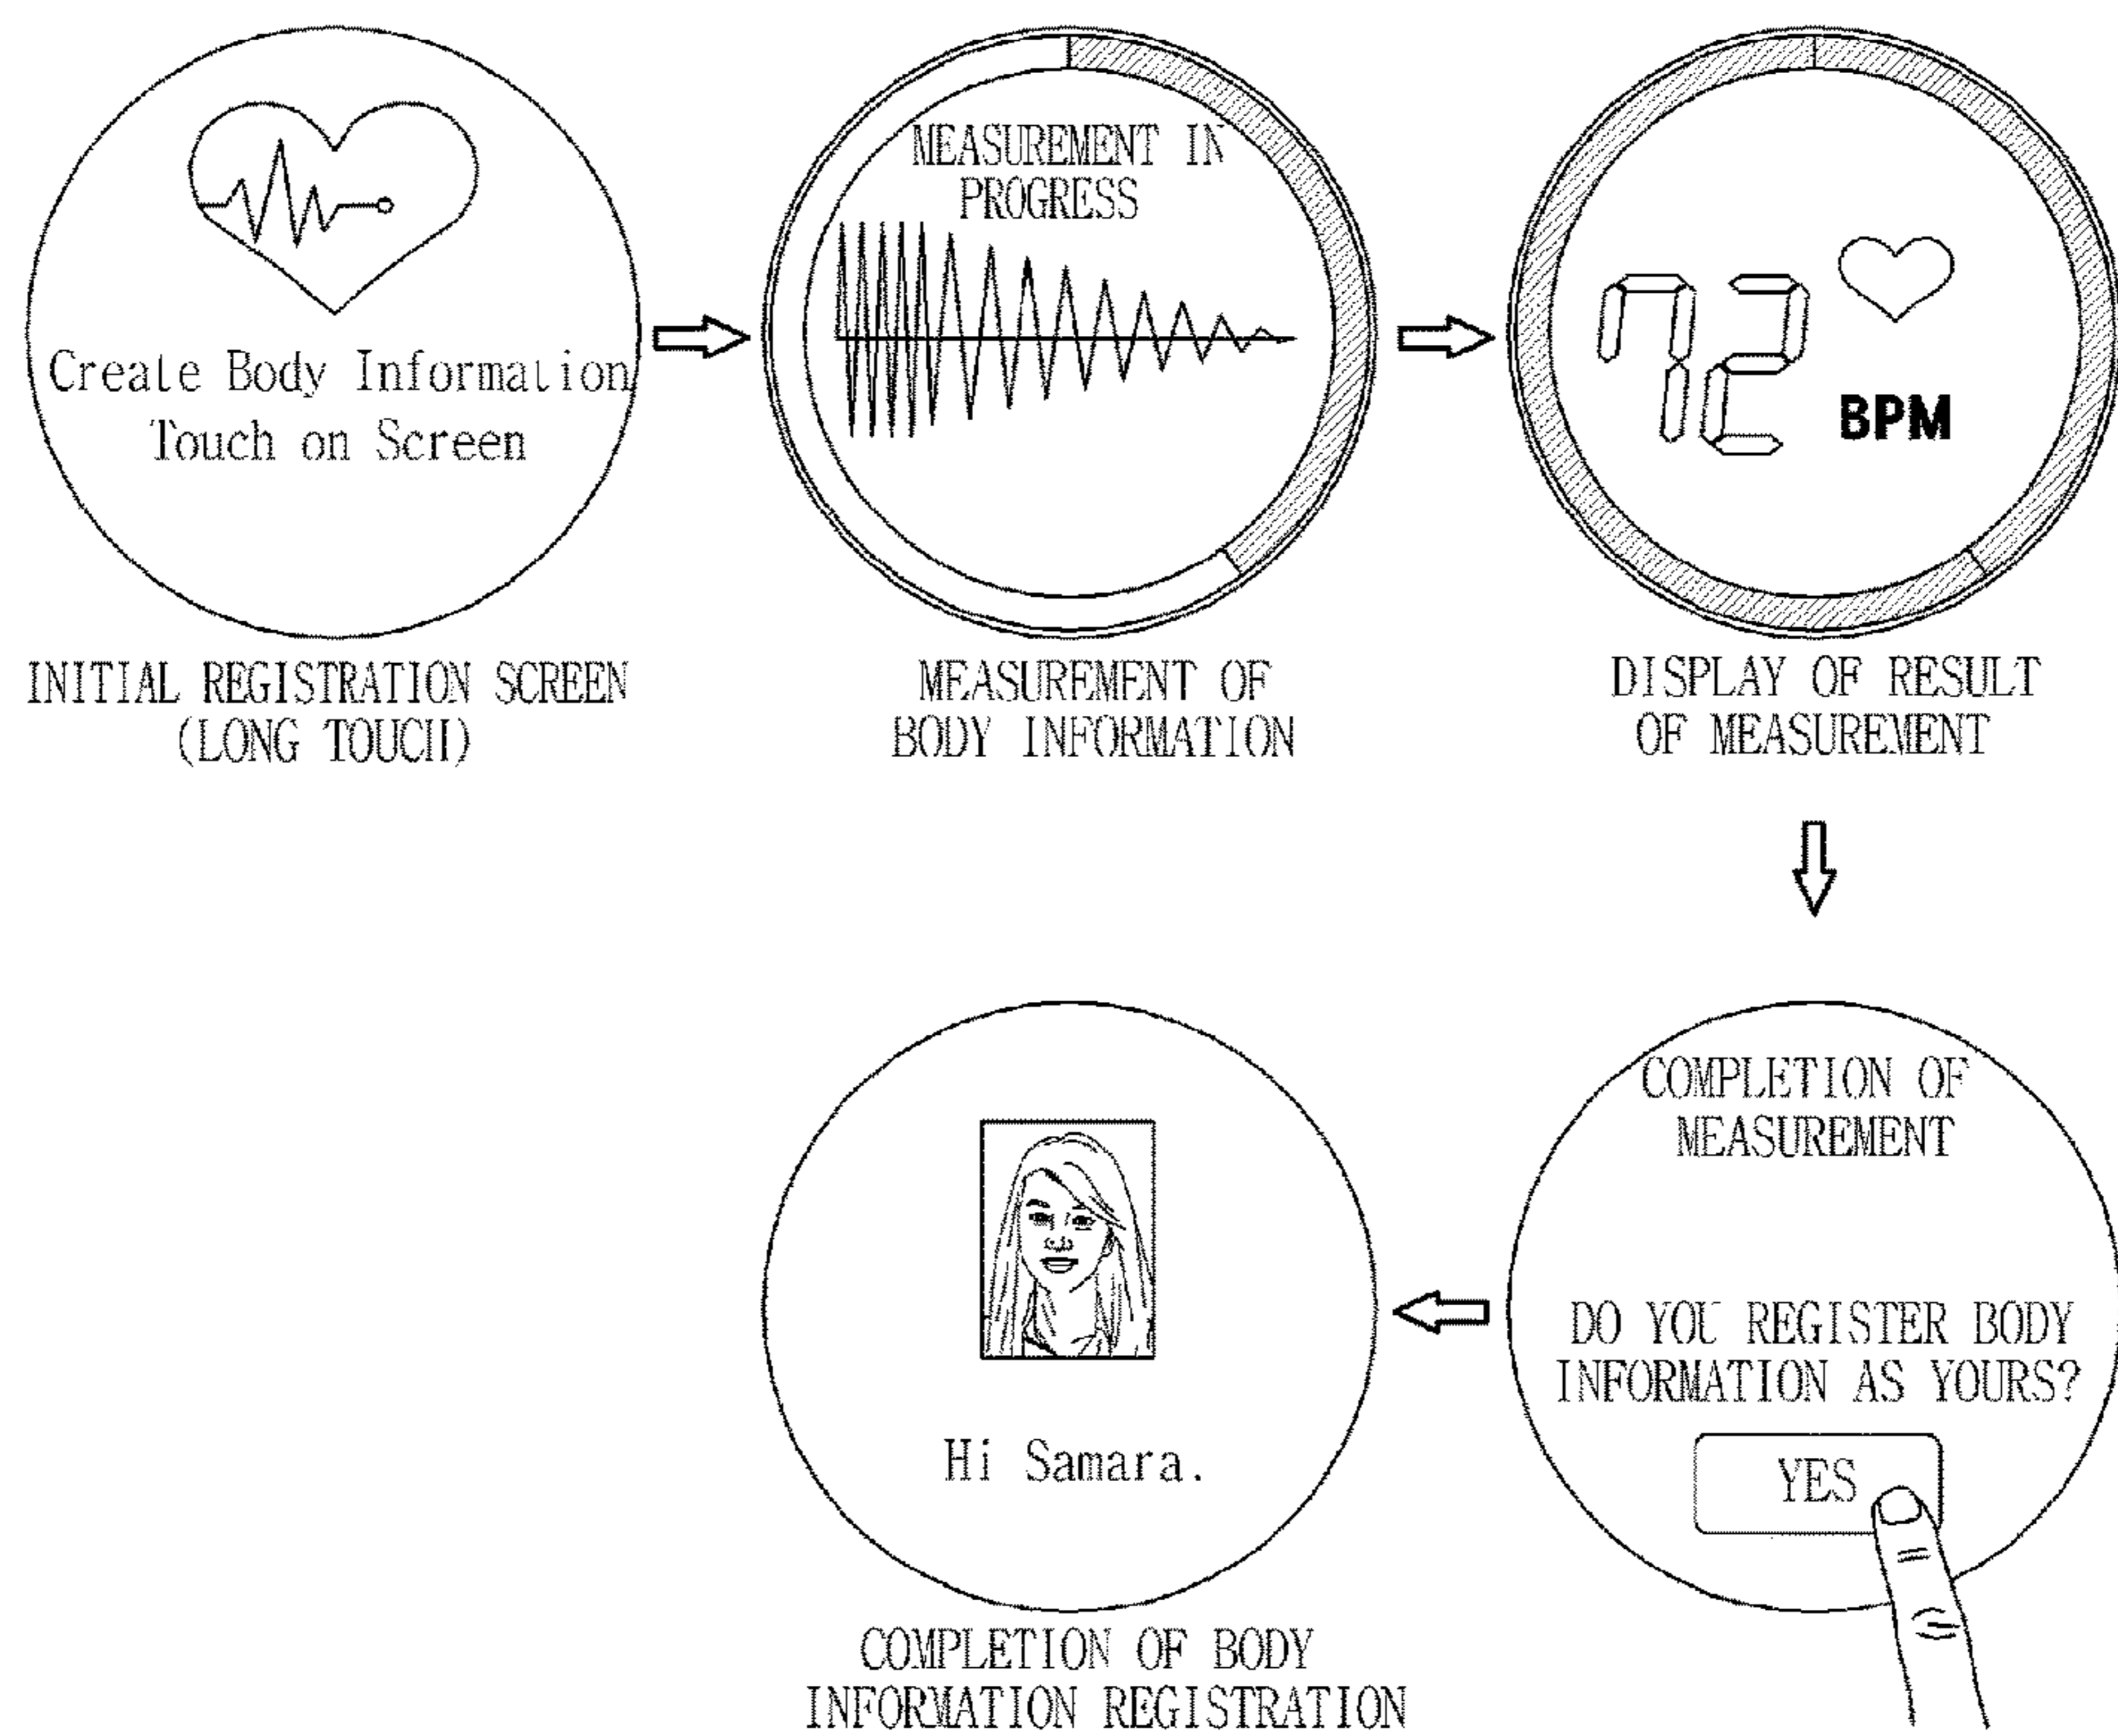 Create Body Information
Touch on Screen
INITIAL REGISTRATION SCREEN
(LONG TOUCH)
MEASUREMENT IN
PROGRESS
MEASUREMENT OF
BODY INFORMATION
72
BPM
DISPLAY OF RESULT
OF MEASUREMENT
COMPLETION OF
MEASUREMENT
DO YOU REGISTER BODY
INFORMATION AS YOURS?
YES
Hi Samara.
COMPLETION OF BODY
INFORMATION REGISTRATION